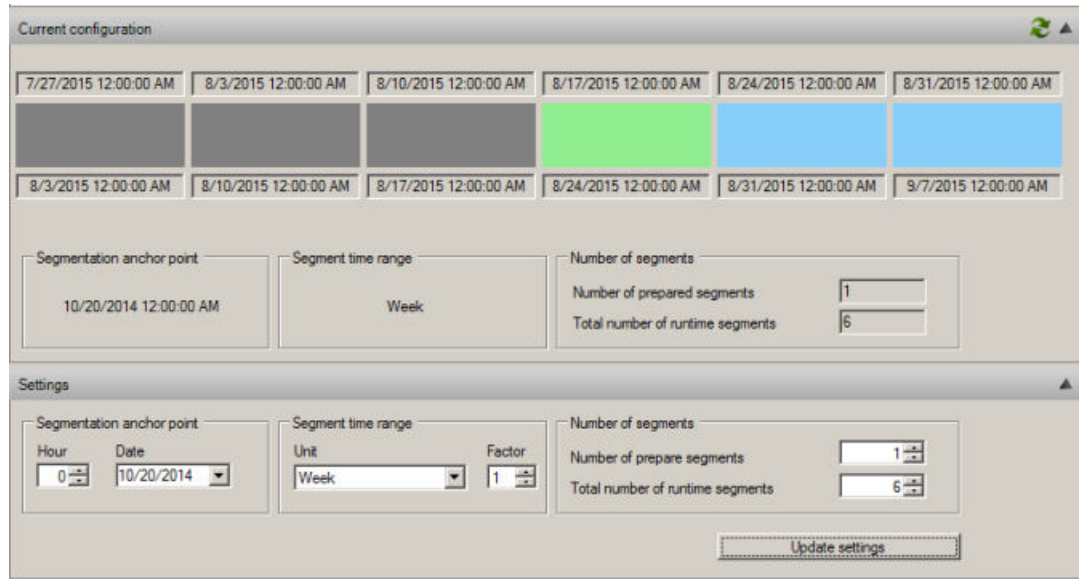 Current configuration
7/27/2015 12:00:00 AM 8/3/2015 12:00:00 AM 8/10/2015 12:00:00 AM 8/17/2015 12:00:00 AM 8/24/2015 12:00:00 AM 8/31/2015 12:00:00 AM
8/3/2015 12:00:00 AM 8/10/2015 12:00:00 AM 8/17/2015 12:00:00 AM 8/24/2015 12:00:00 AM 8/31/2015 12:00:00 AM 9/7/2015 12:00:00 AM
Segmentation anchor point Segment time range Number of segments
Number of prepared segments 1
10/20/2014 12:00:00 AM Week
Total number of runtime segments 6
Settings
Segmentation anchor point Segment time range Number of segments
Hour Date Unit Factor
Number of prepare segments 1
0 10/20/2014 Week 1
Total number of runtime segments 6
Update settings